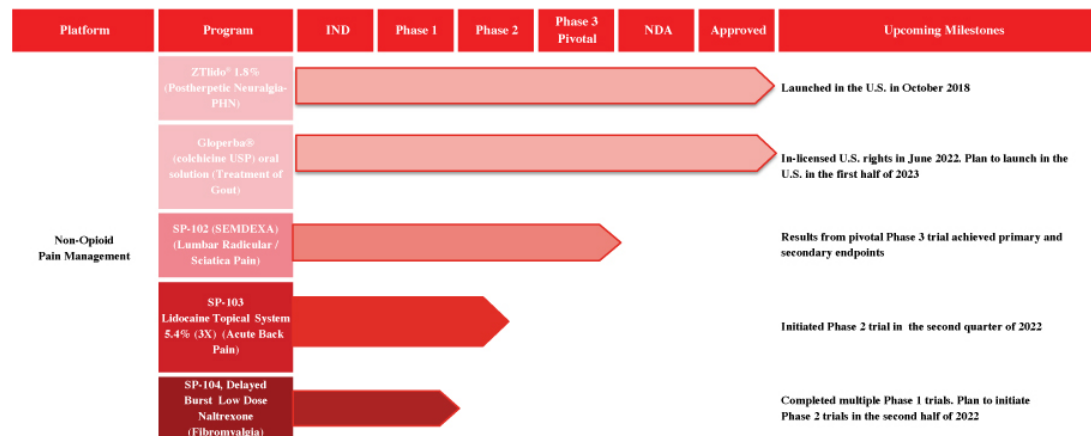 Platform
Program
IND
Phase 1
Phase 2
Phase 3
Pivotal
NDA
Approved
Upcoming Milestones
Non-Opioid
Pain Management
ZTlido® 1.8%
(Postherpetic Neuralgia-
PHN)
Launched in the U.S. in October 2018
Gloperba®
(colchicine USP) oral
solution (Treatment of
Gout)
In-licensed U.S. rights in June 2022. Plan to launch in the
U.S. in the first half of 2023
SP-102 (SEMDEXA)
(Lumbar Radicular /
Sciatica Pain)
Results from pivotal Phase 3 trial achieved primary and
secondary endpoints
SP-103
Lidocaine Topical System
5.4% (3X) (Acute Back
Pain)
Initiated Phase 2 trial in the second quarter of 2022
SP-104, Delayed
Burst Low Dose
Naltrexone
(Fibromyalgia)
Completed multiple Phase 1 trials. Plan to initiate
Phase 2 trials in the second half of 2022